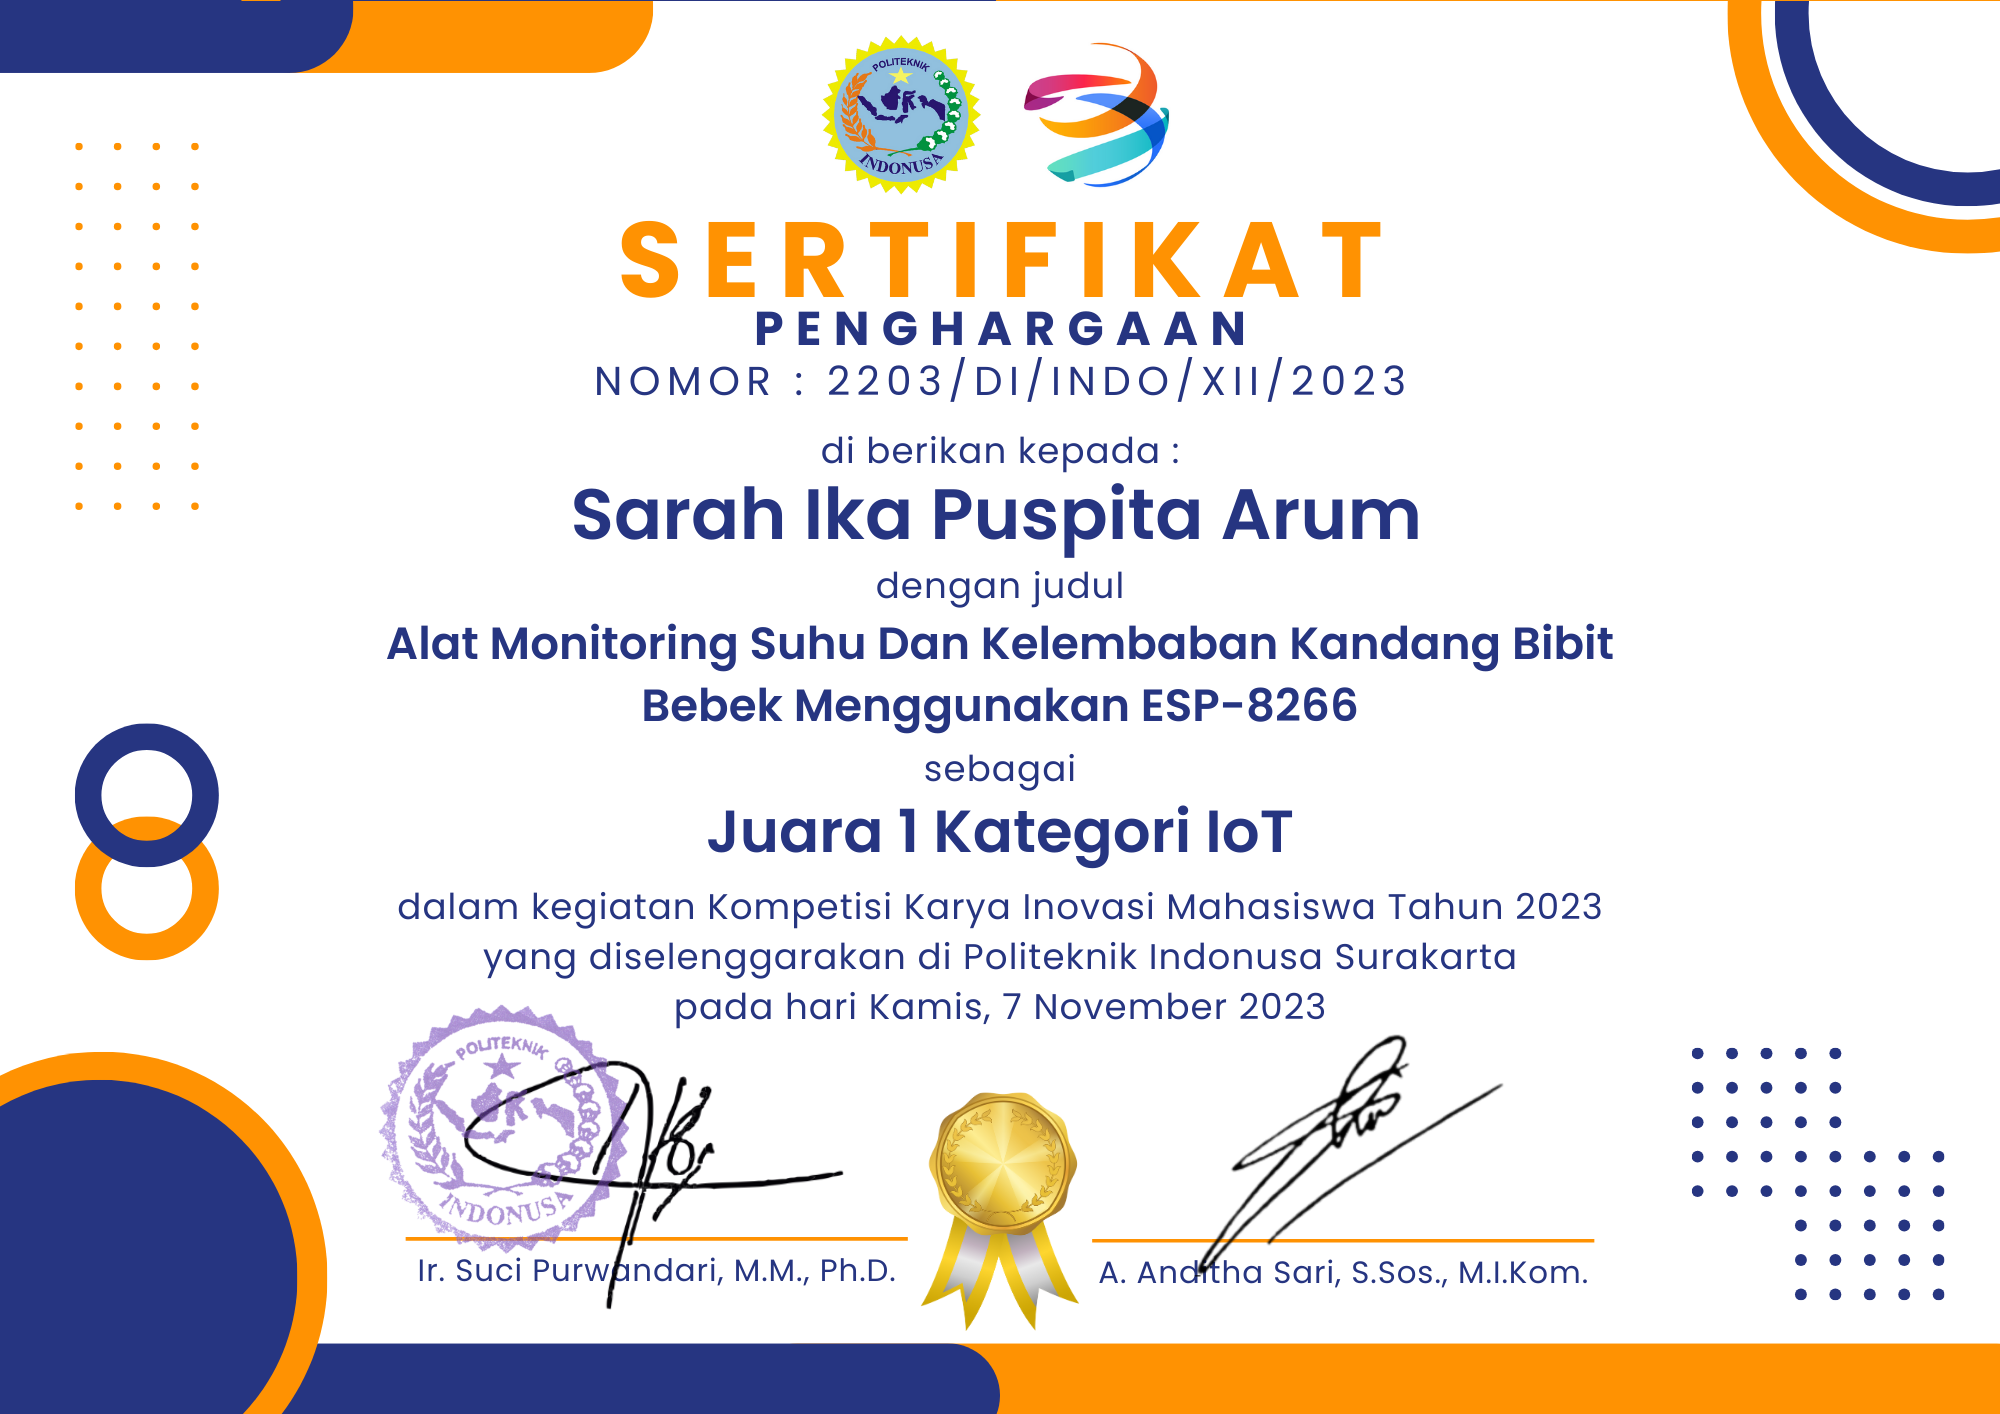 POLITEKNIK
INDONUSA
SERTIFIKAT
PENGHARGAAN
NOMOR : 2203/DI/INDO/XII/2023
di berikan kepada :
Sarah Ika Puspita Arum
dengan judul
Alat Monitoring Suhu Dan Kelembaban Kandang Bibit
Bebek Menggunakan ESP-8266
sebagai
Juara 1 Kategori IoT
dalam kegiatan Kompetisi Karya Inovasi Mahasiswa Tahun 2023
yang diselenggarakan di Politeknik Indonusa Surakarta
pada hari Kamis, 7 November 2023
POLITEKNIK
INDONUSA
Ir. Suci Purwandari, M.M., Ph.D.
A. Anditha Sari, S.Sos., M.I.Kom.